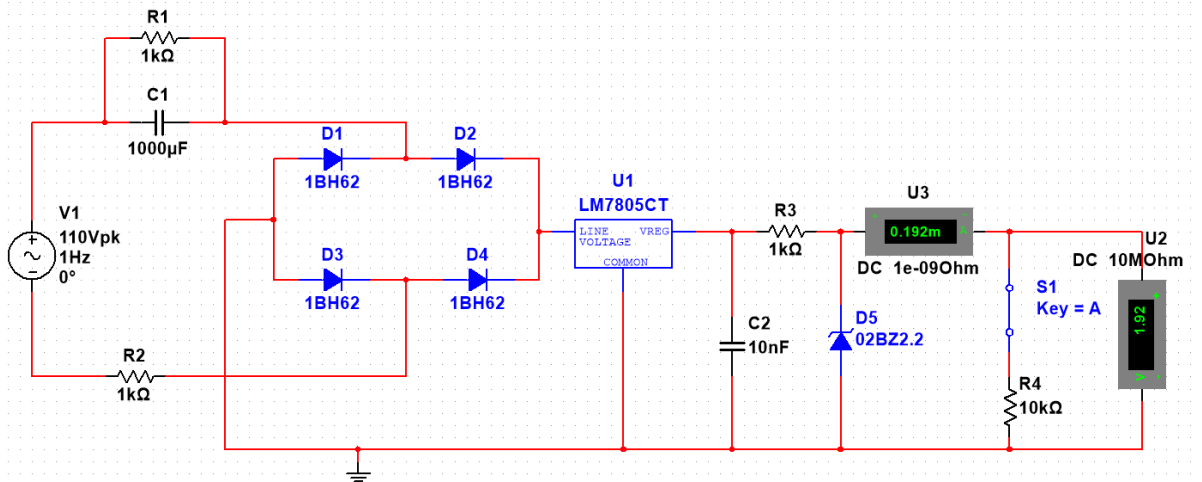 R1
1kΩ
C1
1000µF
V1
110Vpk
1Hz
0°
R2
1kΩ
D1
1BH62
D2
1BH62
D3
1BH62
D4
1BH62
U1
LM7805CT
LINE VREG
VOLTAGE
COMMON
R3
1kΩ
C2
10nF
D5
02BZ2.2
U3
+ -
0.192m A
DC 1e-09Ohm
U2
DC 10MOhm
+
1.92
V -
S1
Key = A
R4
10kΩ